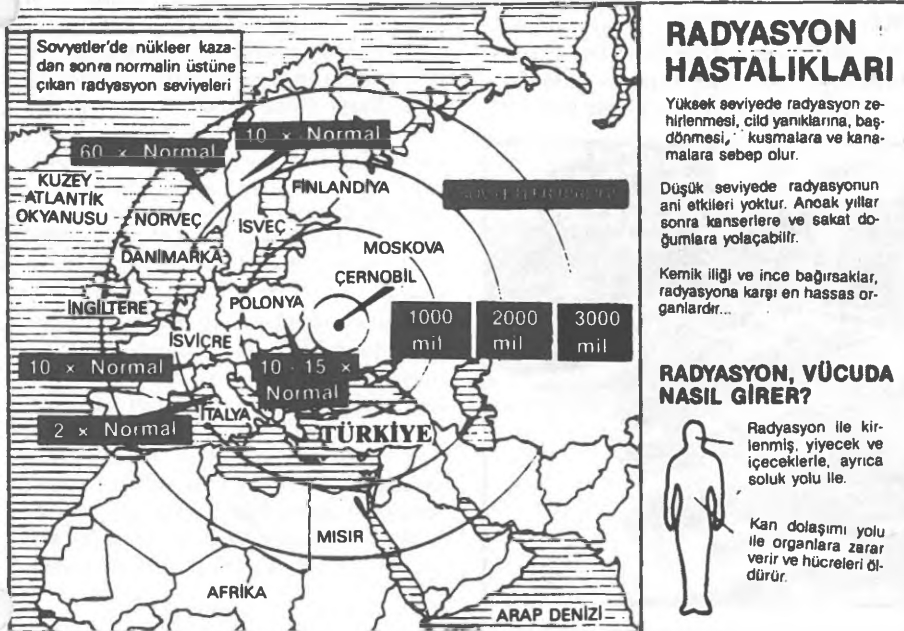 Sovyetler'de nükleer kaza-
dan sonra normalin üstüne
çıkan radyasyon seviyeleri
60 x Normal
10 x Normal
KUZEY
ATLANTİK
OKYANUSU
NORVEÇ
İSVEÇ
FİNLANDİYA
DANİMARKA
MOSKOVA
ÇERNOBİL
İNGİLTERE
POLONYA
İSVİÇRE
1000
mil
2000
mil
3000
mil
10 x Normal
10 - 15 x
Normal
2 x Normal
İTALYA
TÜRKİYE
MISIR
AFRİKA
ARAP DENİZİ
RADYASYON
HASTALIKLARI
Yüksek seviyede radyasyon ze-
hirlenmesi, cild yanıklarına, baş-
dönmesi, kusmalara ve kana-
malara sebep olur.
Düşük seviyede radyasyonun
ani etkileri yoktur. Ancak yıllar
sonra kanserlere ve sakat do-
ğumlara yolaçabilir.
Kemik iliği ve ince bağırsaklar,
radyasyona karşı en hassas or-
ganlardır...
RADYASYON, VÜCUDA
NASIL GİRER?
Radyasyon ile kir-
lenmiş, yiyecek ve
içeceklerle, ayrıca
soluk yolu ile.
Kan dolaşımı yolu
ile organlara zarar
verir ve hücreleri öl-
dürür.